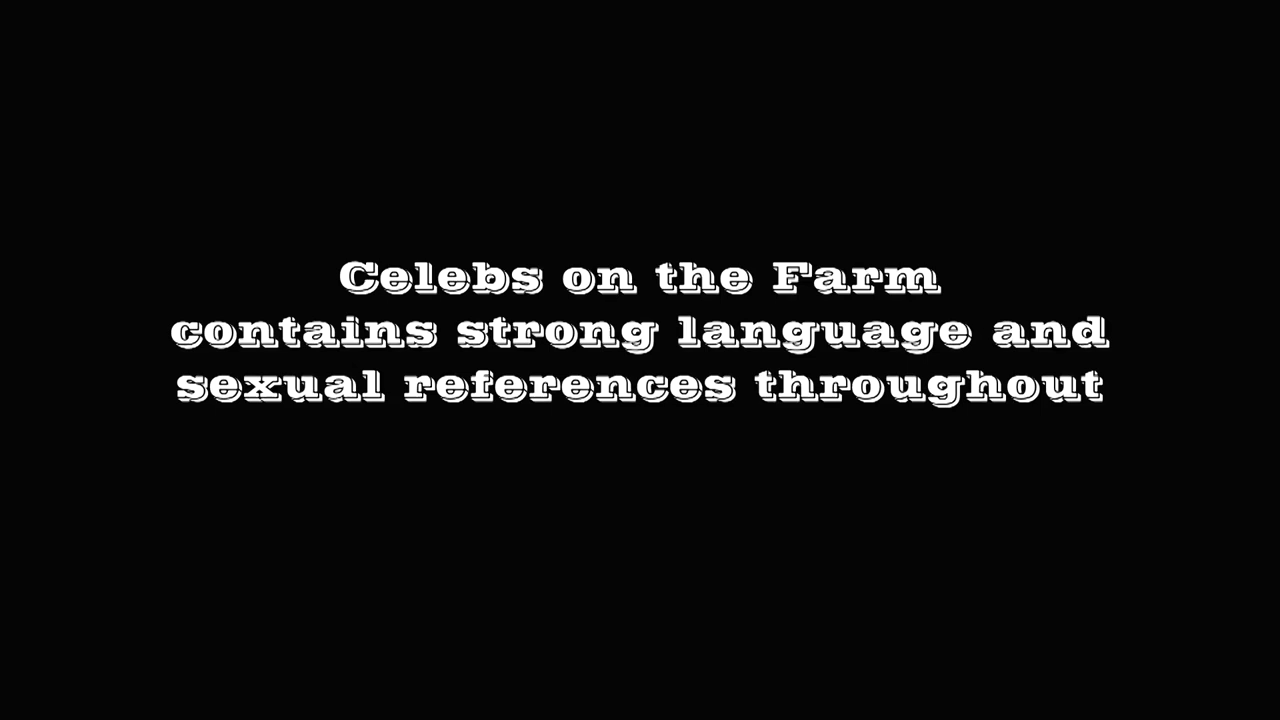 Celebs on the Farm
contains strong language and
sexual references throughout